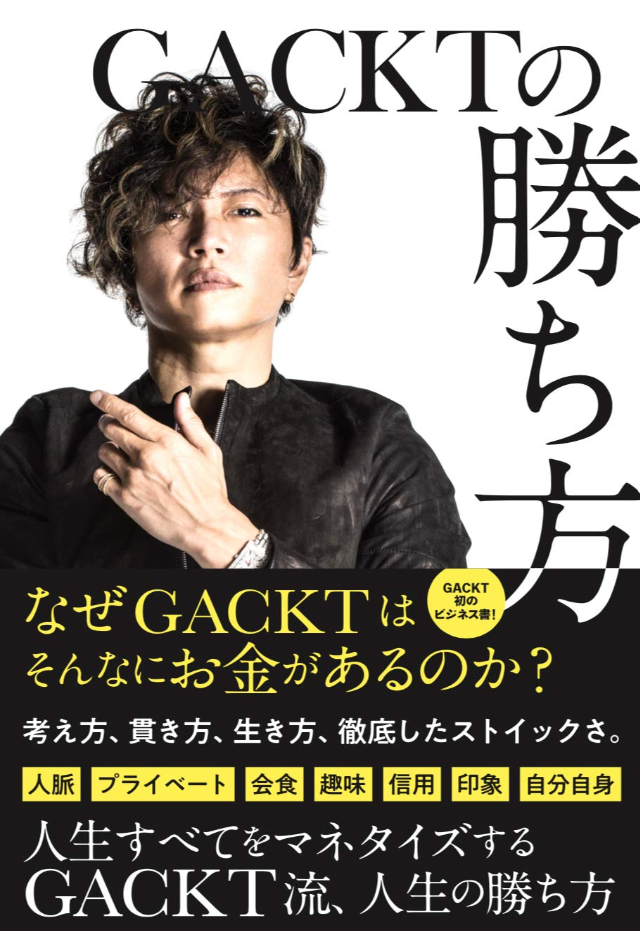 GACKTの
勝ち方
なぜGACKTは
そんなにお金があるのか？
GACKT
初の
ビジネス書！
考え方、貫き方、生き方、徹底したストイックさ。
人脈 プライベート 会食 趣味 信用 印象 自分自身
人生すべてをマネタイズする
GACKT流、人生の勝ち方